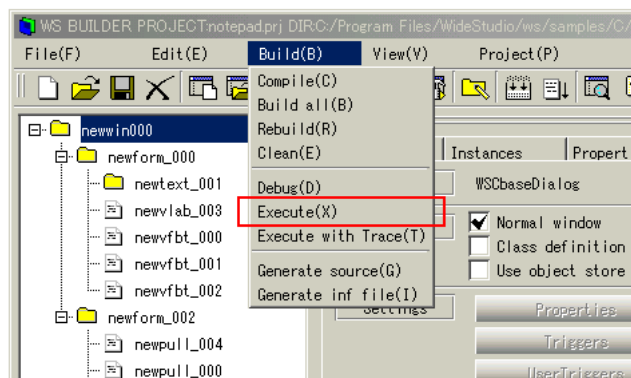 WS BUILDER PROJECT:notepad.prj DIR:C:/Program Files/WideStudio/ws/samples/C/
File(F) Edit(E) Build(B) View(V) Project(P)
Compile(C)
Build all(B)
Rebuild(R)
Clean(E)
Debug(D)
Execute(X)
Execute with Trace(T)
Generate source(G)
Generate inf file(I)
newwin000
newform_000
newtext_001
newvlab_003
newvfbt_000
newvfbt_001
newvfbt_002
newform_002
newpull_004
newpull_000
Instances Propert
WSCbaseDialog
Normal window
Class definition
Use object store
Settings
Properties
Triggers
UserTriggers